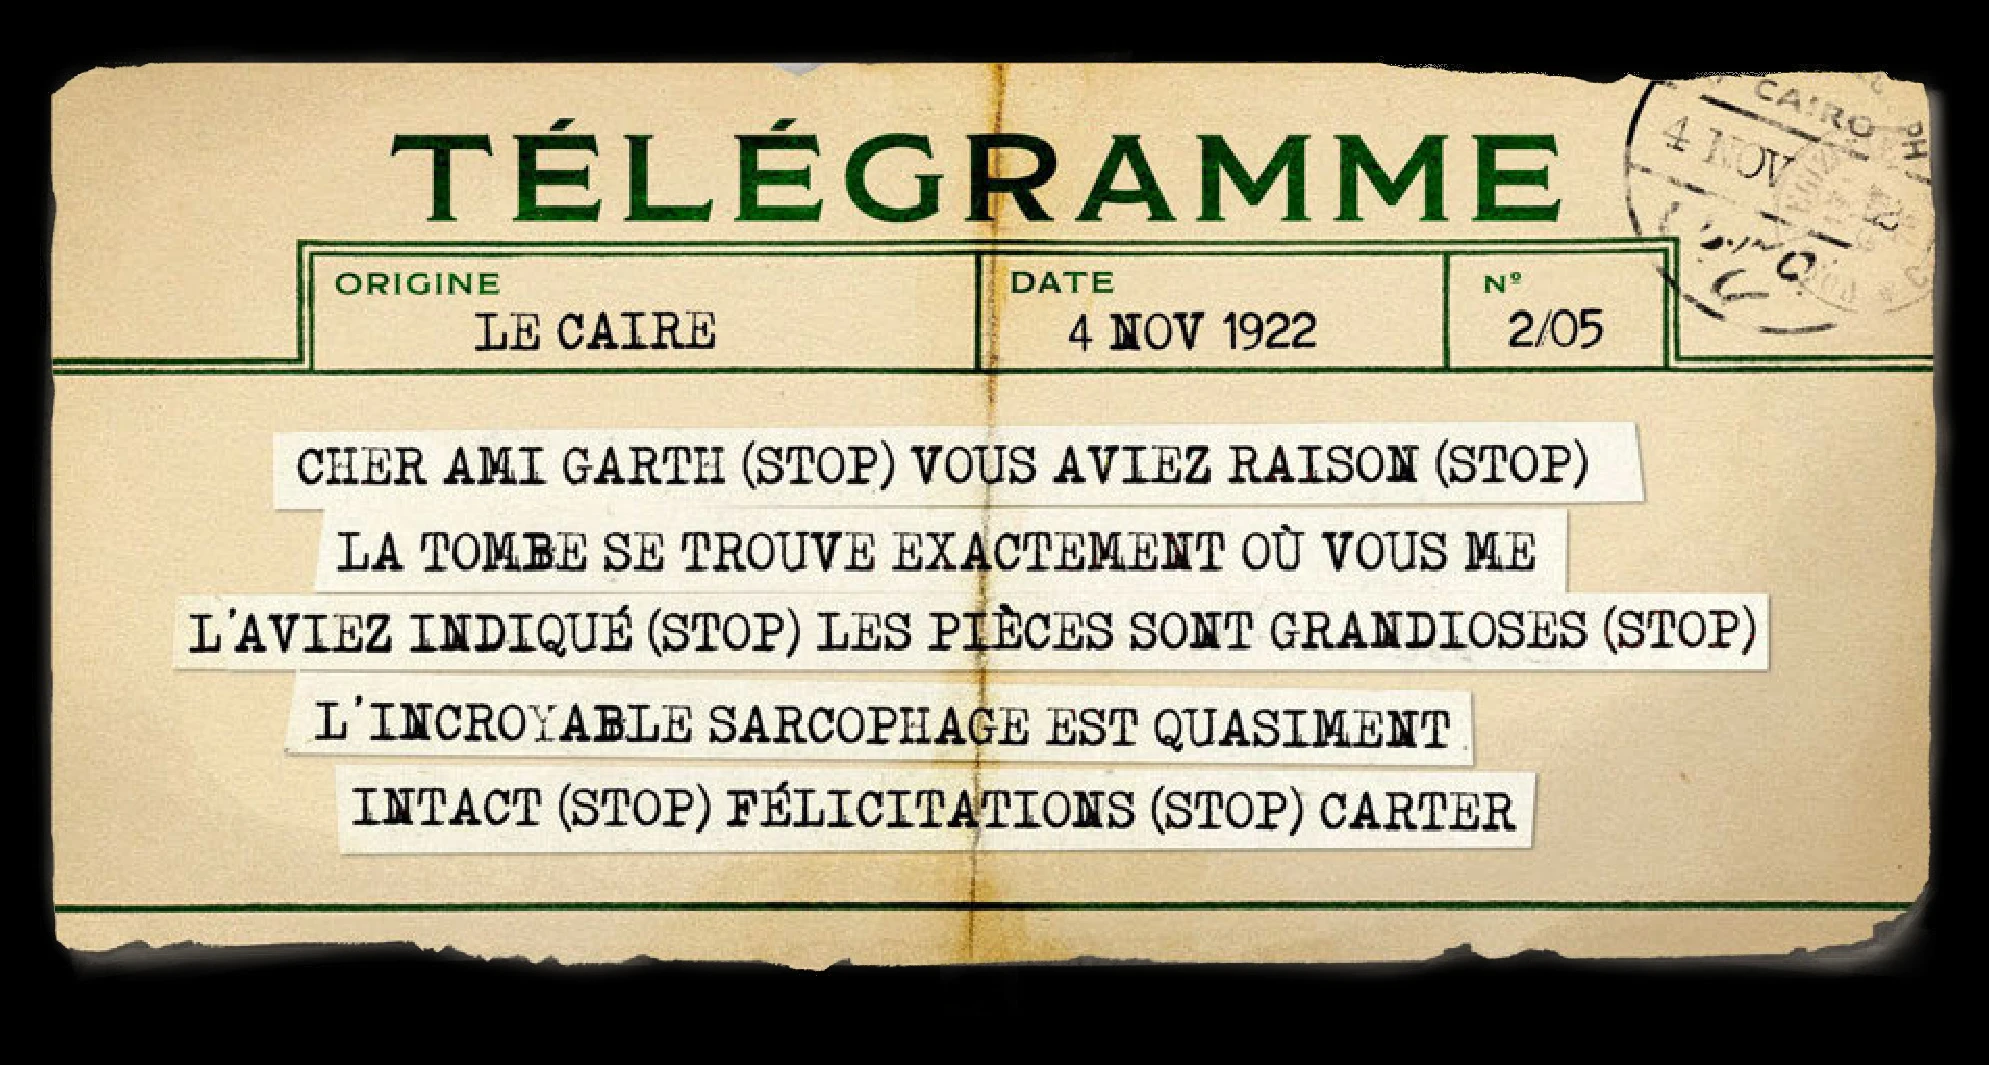 TÉLÉGRAMME
CAIRO
4 NOV
ORIGINE
LE CAIRE
DATE
4 NOV 1922
Nº
2/05
CHER AMI GARTH (STOP) VOUS AVIEZ RAISON (STOP)
LA TOMBE SE TROUVE EXACTEMENT OÙ VOUS ME
L'AVIEZ INDIQUÉ (STOP) LES PIÈCES SONT GRANDIOSES (STOP)
L'INCROYABLE SARCOPHAGE EST QUASIMENT
INTACT (STOP) FÉLICITATIONS (STOP) CARTER